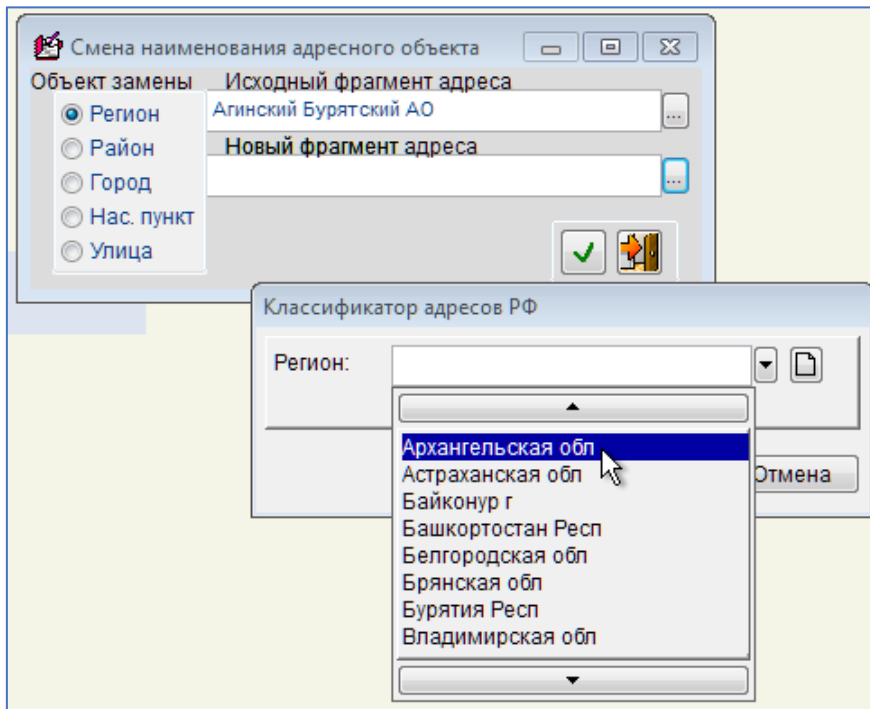 Смена наименования адресного объекта
Объект замены Исходный фрагмент адреса
Регион
Агинский Бурятский АО
...
Район
Новый фрагмент адреса
...
Город
Нас. пункт
Улица
Классификатор адресов РФ
Регион:
Архангельская обл
Астраханская обл
Отмена
Байконур г
Башкортостан Респ
Белгородская обл
Брянская обл
Бурятия Респ
Владимирская обл